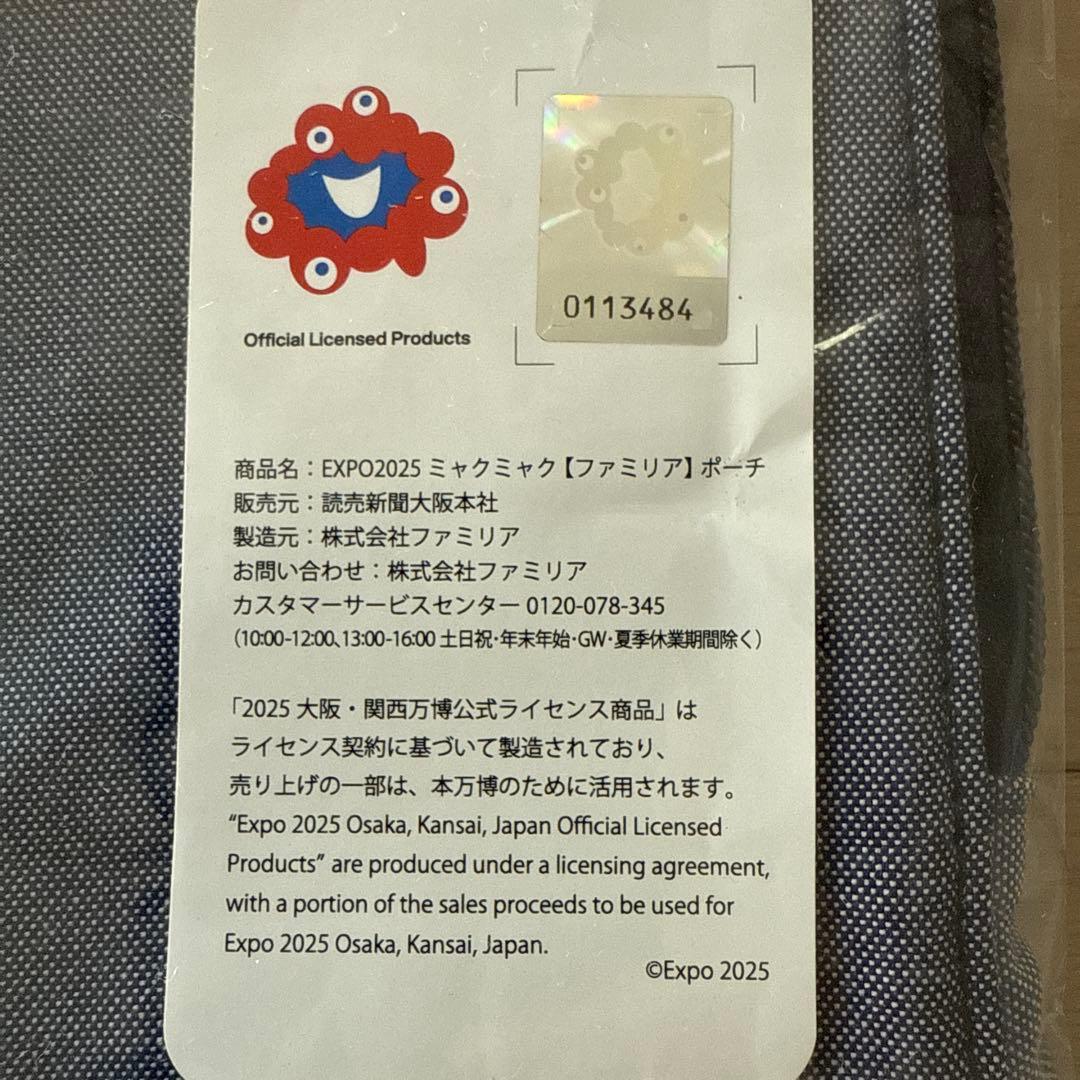 0113484
Official Licensed Products
商品名：EXPO2025 ミャクミャク【ファミリア】ポーチ
販売元：読売新聞大阪本社
製造元：株式会社ファミリア
お問い合わせ：株式会社ファミリア
カスタマーサービスセンター 0120-078-345
（10:00-12:00、13:00-16:00 土日祝・年末年始・GW・夏季休業期間除く）
「2025 大阪・関西万博公式ライセンス商品」は
ライセンス契約に基づいて製造されており、
売り上げの一部は、本万博のために活用されます。
“Expo 2025 Osaka, Kansai, Japan Official Licensed
Products” are produced under a licensing agreement,
with a portion of the sales proceeds to be used for
Expo 2025 Osaka, Kansai, Japan.
©Expo 2025